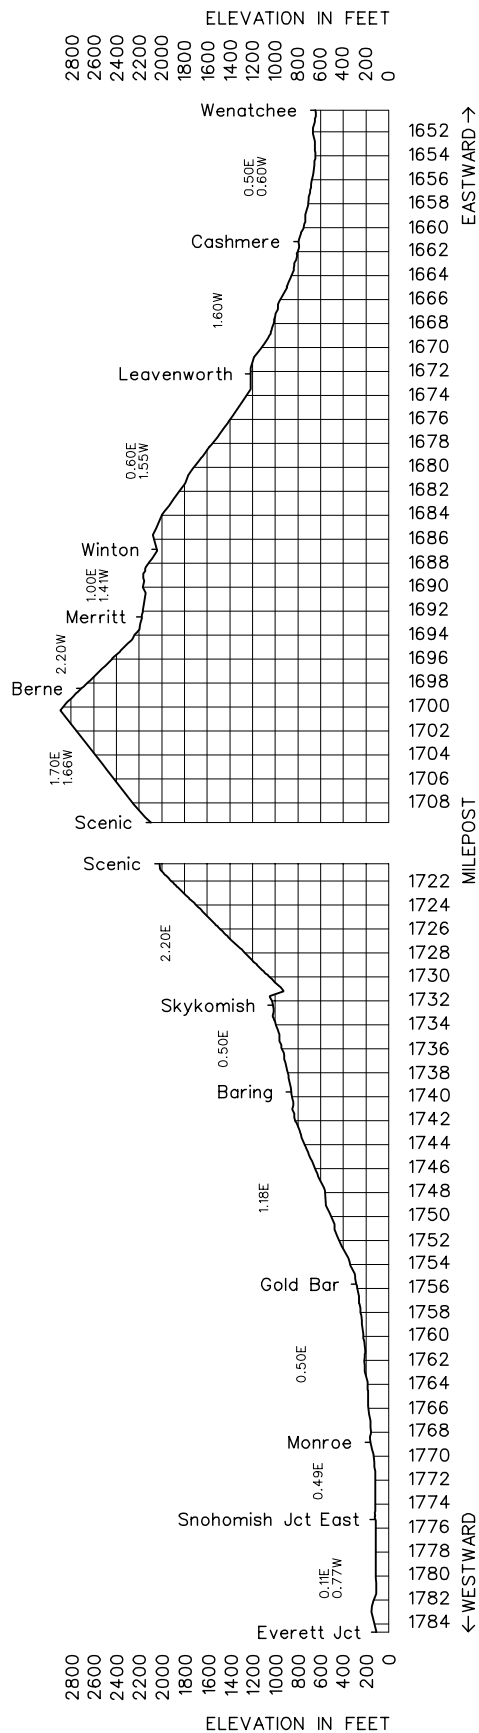 ELEVATION IN FEET
2800 2600 2400 2200 2000 1800 1600 1400 1200 1000 800 600 400 200 0
Wenatchee
EASTWARD →
1652
1654
0.50E
0.60W
1656
1658
1660
Cashmere
1662
1664
1666
1.60W
1668
1670
Leavenworth
1672
1674
1676
1678
0.60E
1.55W
1680
1682
1684
1686
Winton
1688
1.00E
1.41W
1690
1692
Merritt
1694
2.20W
1696
1698
Berne
1700
1702
1.70E
1.66W
1704
1706
1708
Scenic
MILEPOST
Scenic
1722
1724
1726
2.20E
1728
1730
1732
Skykomish
1734
0.50E
1736
1738
Baring
1740
1742
1744
1746
1.18E
1748
1750
1752
1754
Gold Bar
1756
1758
1760
0.50E
1762
1764
1766
1768
Monroe
1770
0.49E
1772
1774
Snohomish Jct East
1776
1778
0.11E
0.77W
1780
1782
1784
← WESTWARD
Everett Jct
2800 2600 2400 2200 2000 1800 1600 1400 1200 1000 800 600 400 200 0
ELEVATION IN FEET